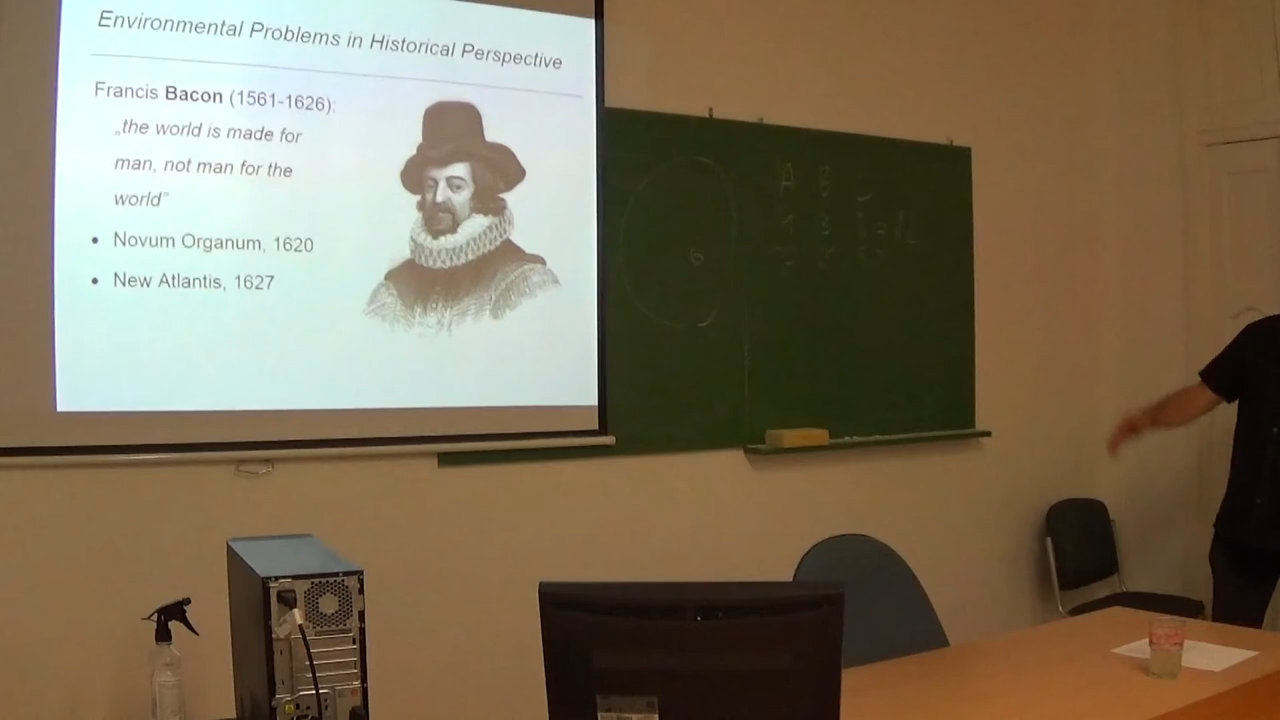 Environmental Problems in Historical Perspective
Francis Bacon (1561-1626):
„the world is made for
man, not man for the
world”
• Novum Organum, 1620
• New Atlantis, 1627
6
A